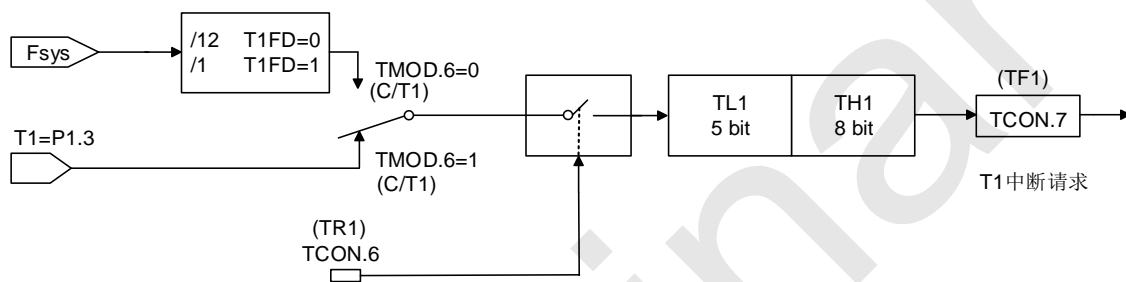 Fsys
/12 T1FD=0
/1 T1FD=1
TMOD.6=0
(C/T1)
T1=P1.3
TMOD.6=1
(C/T1)
(TR1)
TCON.6
TL1
5 bit
TH1
8 bit
(TF1)
TCON.7
T1中断请求